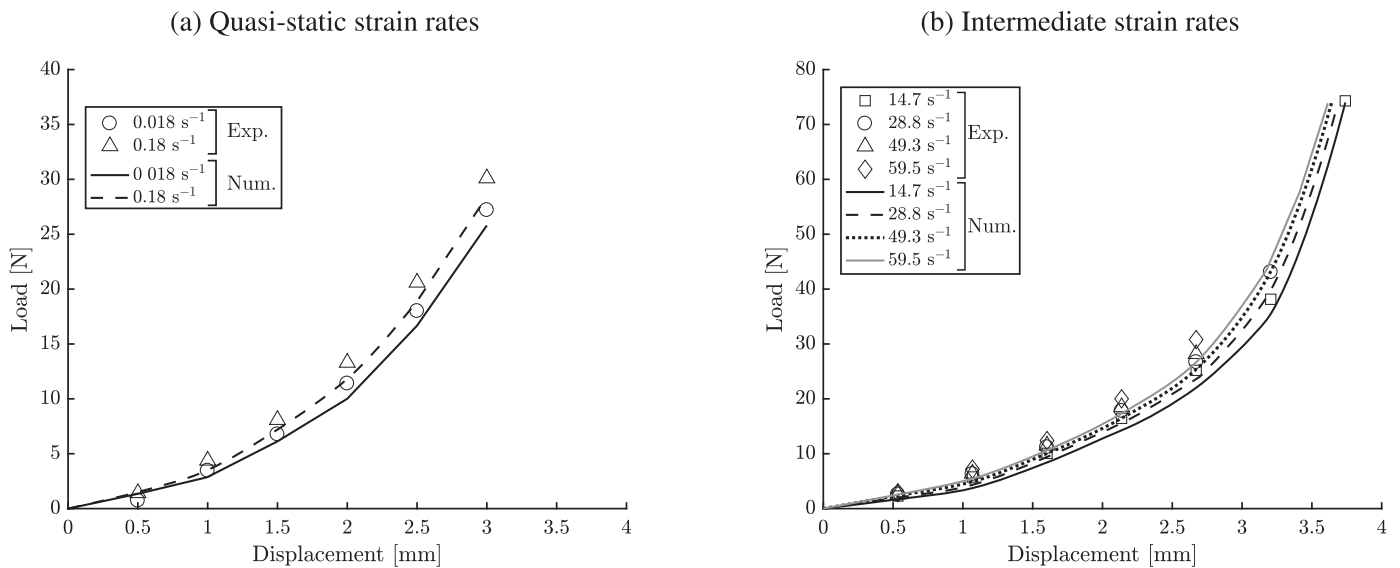 (a) Quasi-static strain rates
40
35
30
25
20
15
10
5
0
Load [N]
0 0.5 1 1.5 2 2.5 3 3.5 4
Displacement [mm]
0.018 s⁻¹
0.18 s⁻¹
Exp.
0 018 s⁻¹
0.18 s⁻¹
Num.
(b) Intermediate strain rates
80
70
60
50
40
30
20
10
0
Load [N]
0 0.5 1 1.5 2 2.5 3 3.5 4
Displacement [mm]
14.7 s⁻¹
28.8 s⁻¹
49.3 s⁻¹
59.5 s⁻¹
Exp.
14.7 s⁻¹
28.8 s⁻¹
49.3 s⁻¹
59.5 s⁻¹
Num.